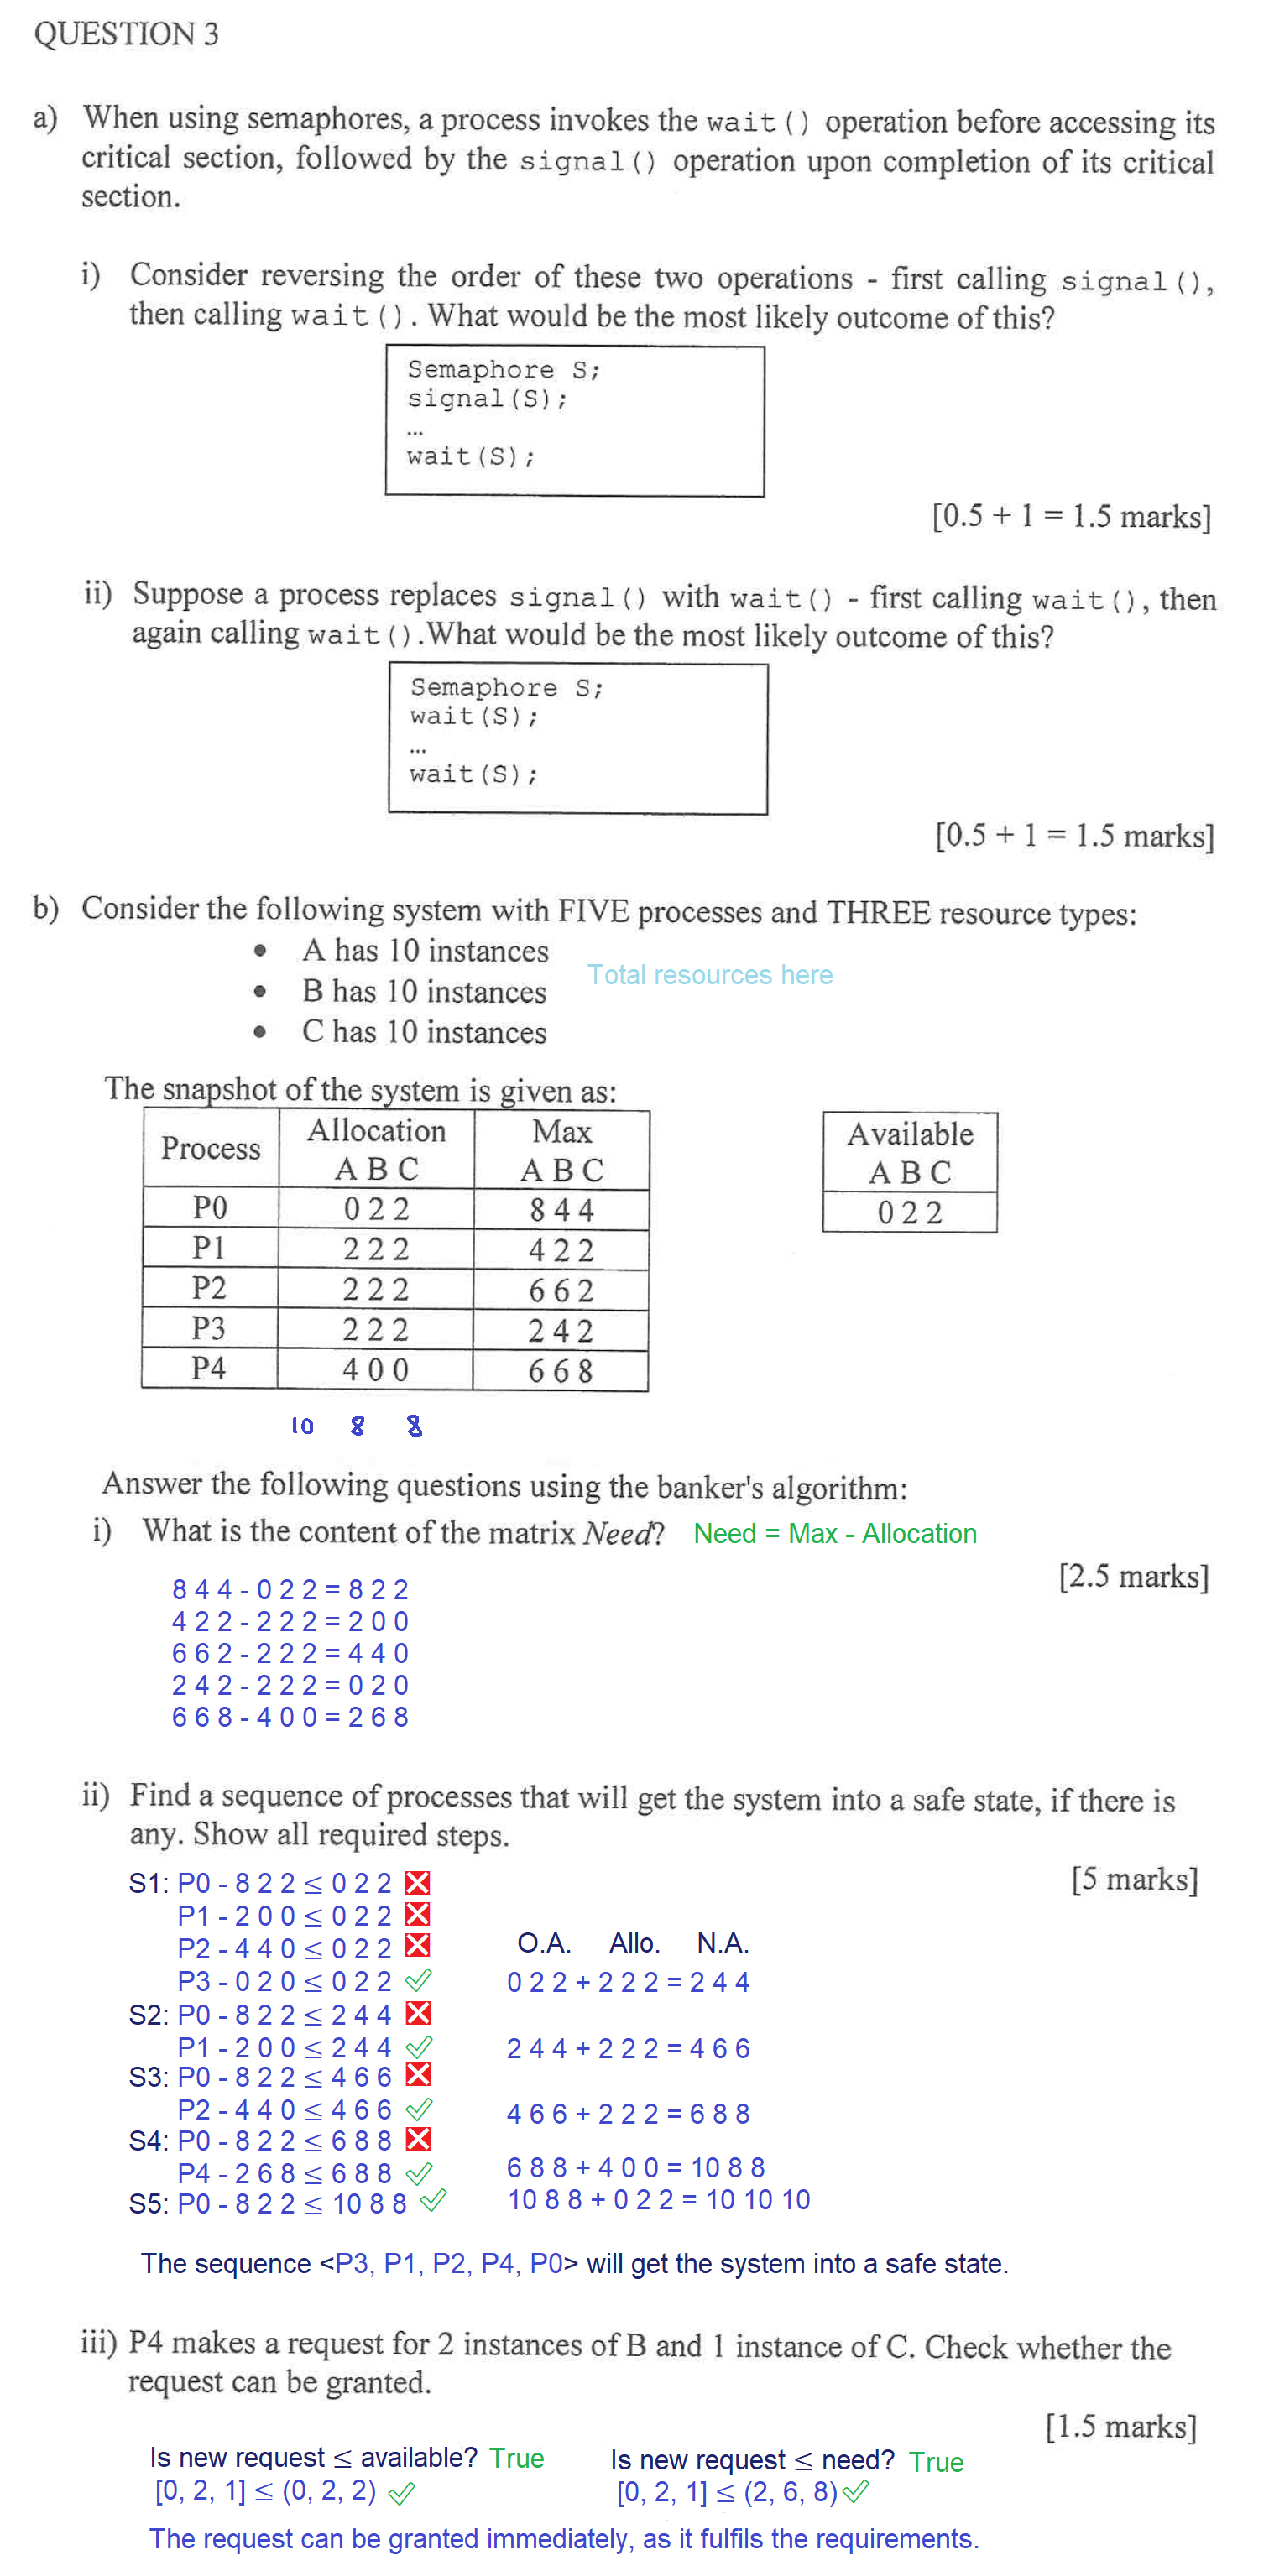 QUESTION 3
a) When using semaphores, a process invokes the wait() operation before accessing its
critical section, followed by the signal() operation upon completion of its critical
section.
i) Consider reversing the order of these two operations - first calling signal(),
then calling wait(). What would be the most likely outcome of this?
Semaphore S;
signal(S);
...
wait(S);
[0.5 + 1 = 1.5 marks]
ii) Suppose a process replaces signal() with wait() - first calling wait(), then
again calling wait().What would be the most likely outcome of this?
Semaphore S;
wait(S);
...
wait(S);
[0.5 + 1 = 1.5 marks]
b) Consider the following system with FIVE processes and THREE resource types:
• A has 10 instances
Total resources here
• B has 10 instances
• C has 10 instances
The snapshot of the system is given as:
Process Allocation Max Available
A B C A B C A B C
P0 0 2 2 8 4 4 0 2 2
P1 2 2 2 4 2 2
P2 2 2 2 6 6 2
P3 2 2 2 2 4 2
P4 4 0 0 6 6 8
10 8 8
Answer the following questions using the banker's algorithm:
i) What is the content of the matrix Need? Need = Max - Allocation
[2.5 marks]
8 4 4 - 0 2 2 = 8 2 2
4 2 2 - 2 2 2 = 2 0 0
6 6 2 - 2 2 2 = 4 4 0
2 4 2 - 2 2 2 = 0 2 0
6 6 8 - 4 0 0 = 2 6 8
ii) Find a sequence of processes that will get the system into a safe state, if there is
any. Show all required steps.
[5 marks]
S1: P0 - 8 2 2 ≤ 0 2 2 ❎
P1 - 2 0 0 ≤ 0 2 2 ❎
P2 - 4 4 0 ≤ 0 2 2 ❎ O.A. Allo. N.A.
P3 - 0 2 0 ≤ 0 2 2 ✓ 0 2 2 + 2 2 2 = 2 4 4
S2: P0 - 8 2 2 ≤ 2 4 4 ❎
P1 - 2 0 0 ≤ 2 4 4 ✓ 2 4 4 + 2 2 2 = 4 6 6
S3: P0 - 8 2 2 ≤ 4 6 6 ❎
P2 - 4 4 0 ≤ 4 6 6 ✓ 4 6 6 + 2 2 2 = 6 8 8
S4: P0 - 8 2 2 ≤ 6 8 8 ❎
P4 - 2 6 8 ≤ 6 8 8 ✓ 6 8 8 + 4 0 0 = 10 8 8
S5: P0 - 8 2 2 ≤ 10 8 8 ✓ 10 8 8 + 0 2 2 = 10 10 10
The sequence <P3, P1, P2, P4, P0> will get the system into a safe state.
iii) P4 makes a request for 2 instances of B and 1 instance of C. Check whether the
request can be granted.
[1.5 marks]
Is new request ≤ available? True Is new request ≤ need? True
[0, 2, 1] ≤ (0, 2, 2) ✓ [0, 2, 1] ≤ (2, 6, 8) ✓
The request can be granted immediately, as it fulfils the requirements.